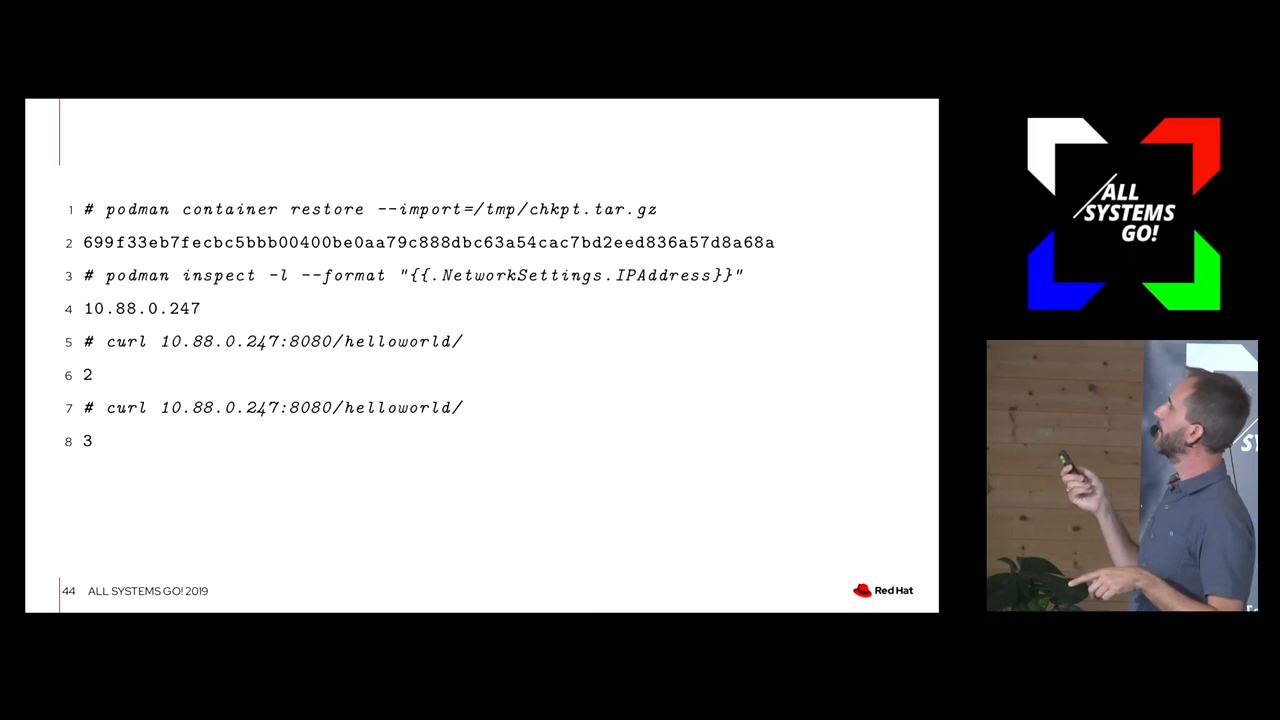 1 # podman container restore --import=/tmp/chkpt.tar.gz
2 699f33eb7fecbc5bbb00400be0aa79c888dbc63a54cac7bd2eed836a57d8a68a
3 # podman inspect -l --format "{{.NetworkSettings.IPAddress}}"
4 10.88.0.247
5 # curl 10.88.0.247:8080/helloworld/
6 2
7 # curl 10.88.0.247:8080/helloworld/
8 3
44 ALL SYSTEMS GO! 2019
Red Hat
ALL
SYSTEMS
GO!